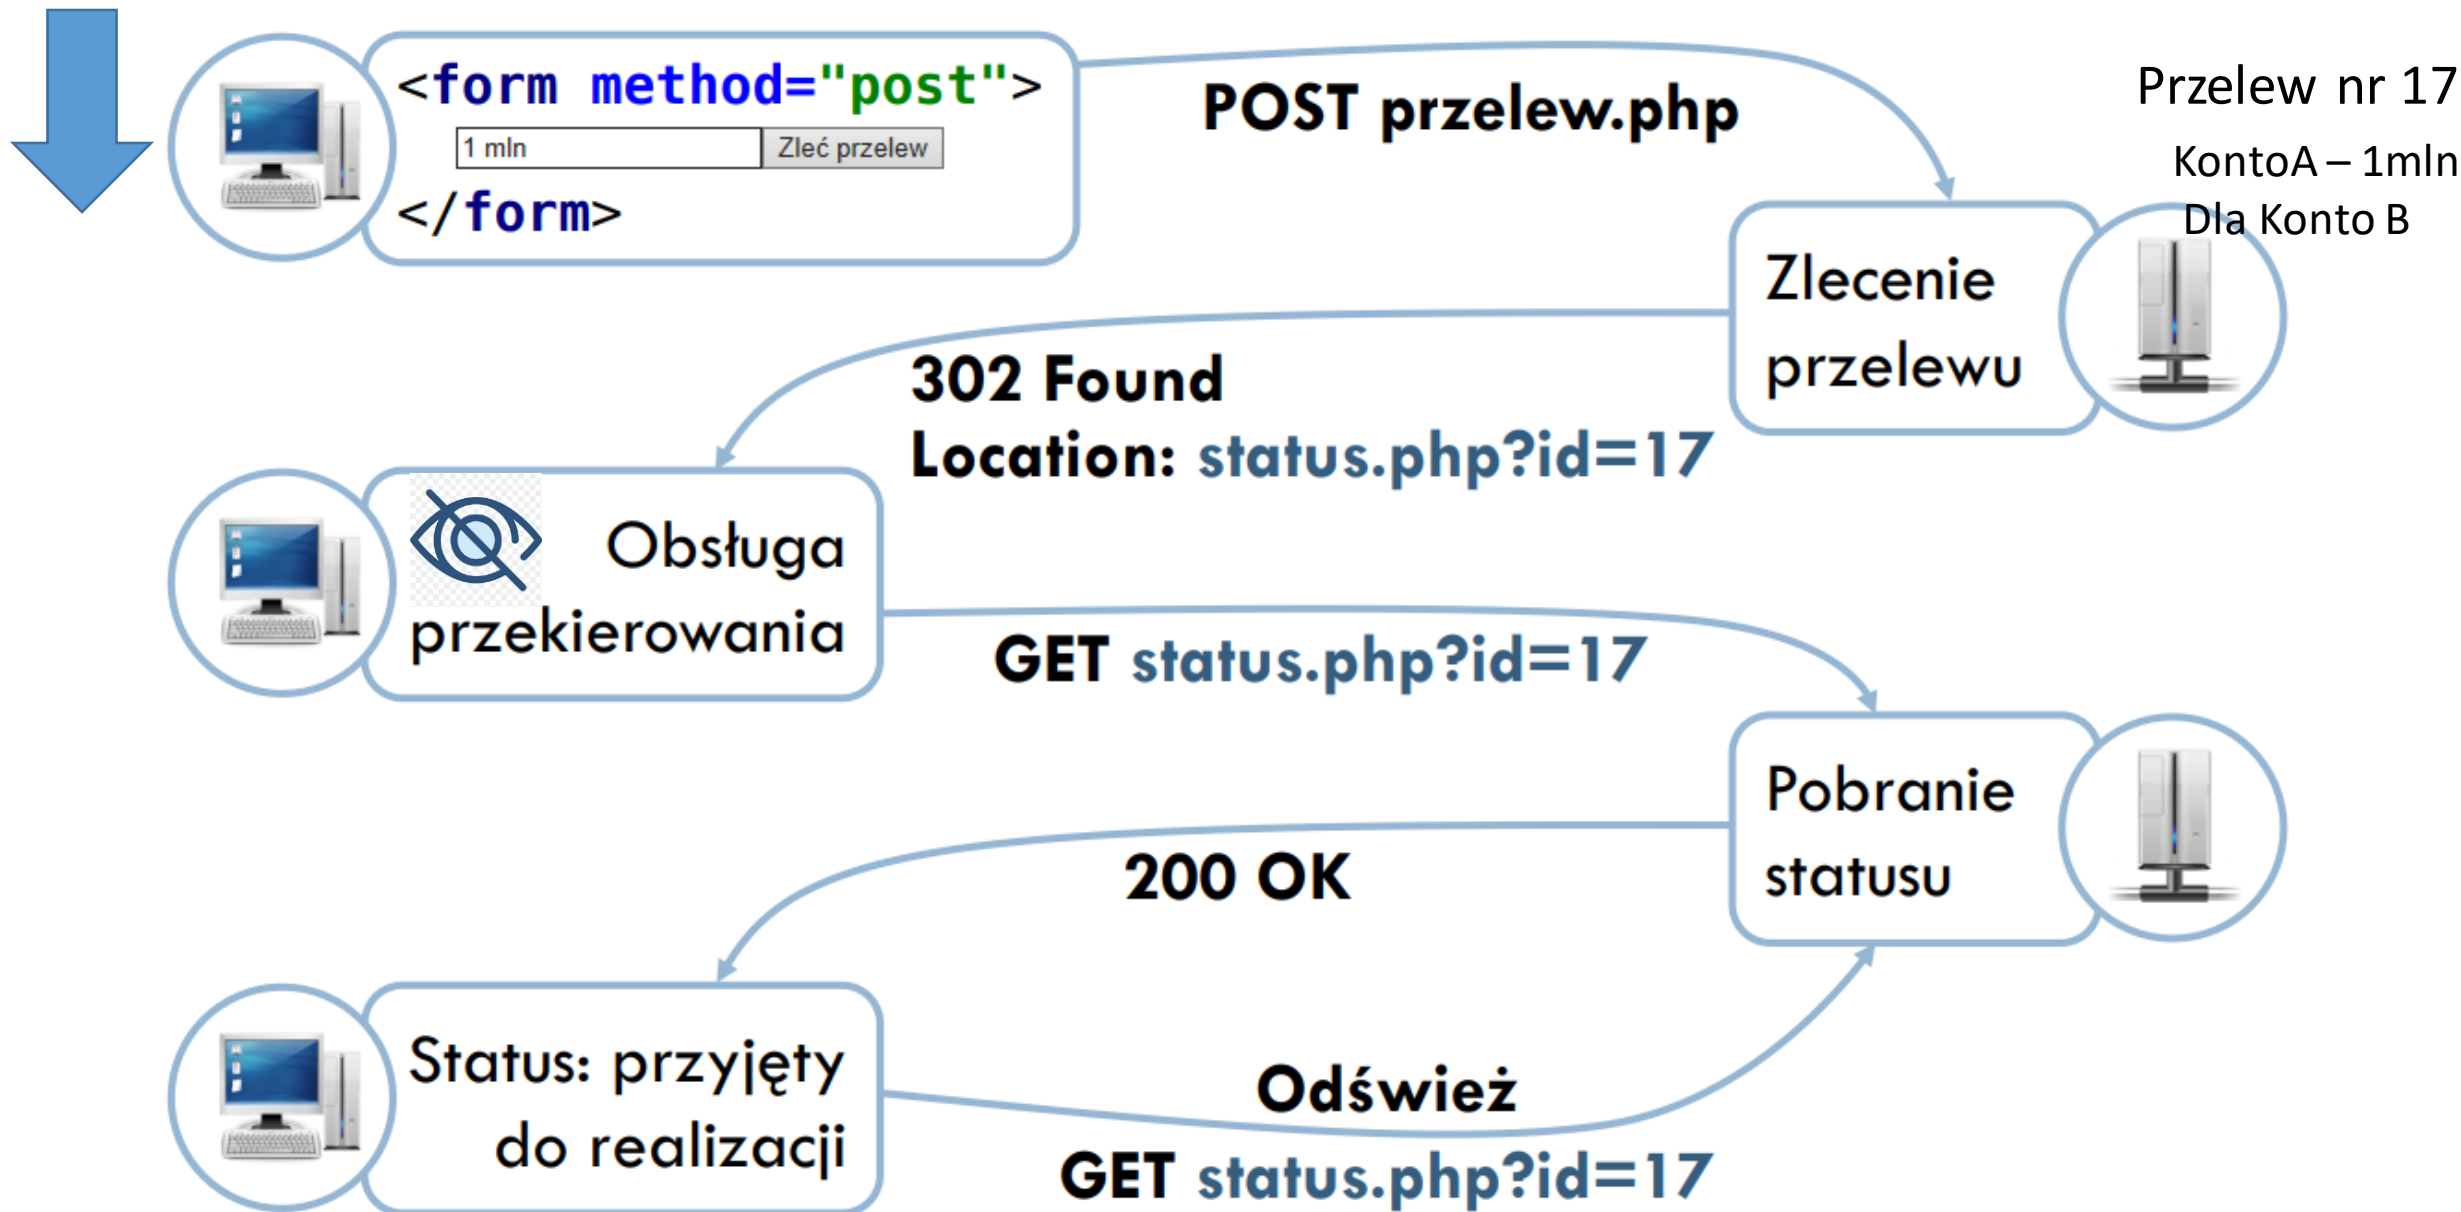 <form method="post">
1 mln Zleć przelew
</form>
POST przelew.php
Przelew nr 17
KontoA – 1mln
Dla Konto B
Zlecenie
przelewu
302 Found
Location: status.php?id=17
Obsługa
przekierowania
GET status.php?id=17
Pobranie
statusu
200 OK
Status: przyjęty
do realizacji
Odśwież
GET status.php?id=17